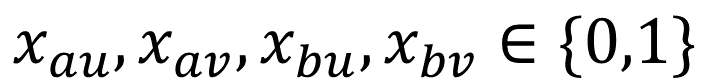 x_{au}, x_{av}, x_{bu}, x_{bv} ∈ {0,1}